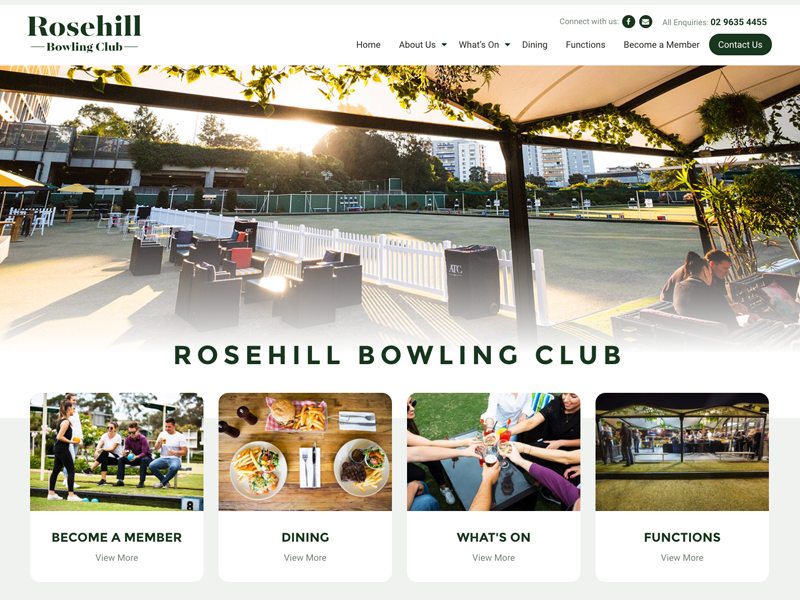 Rosehill
Bowling Club
Connect with us:
All Enquiries: 02 9635 4455
Home About Us What's On Dining Functions Become a Member Contact Us
ATC
ROSEHILL BOWLING CLUB
8
BECOME A MEMBER
View More
DINING
View More
WHAT'S ON
View More
FUNCTIONS
View More